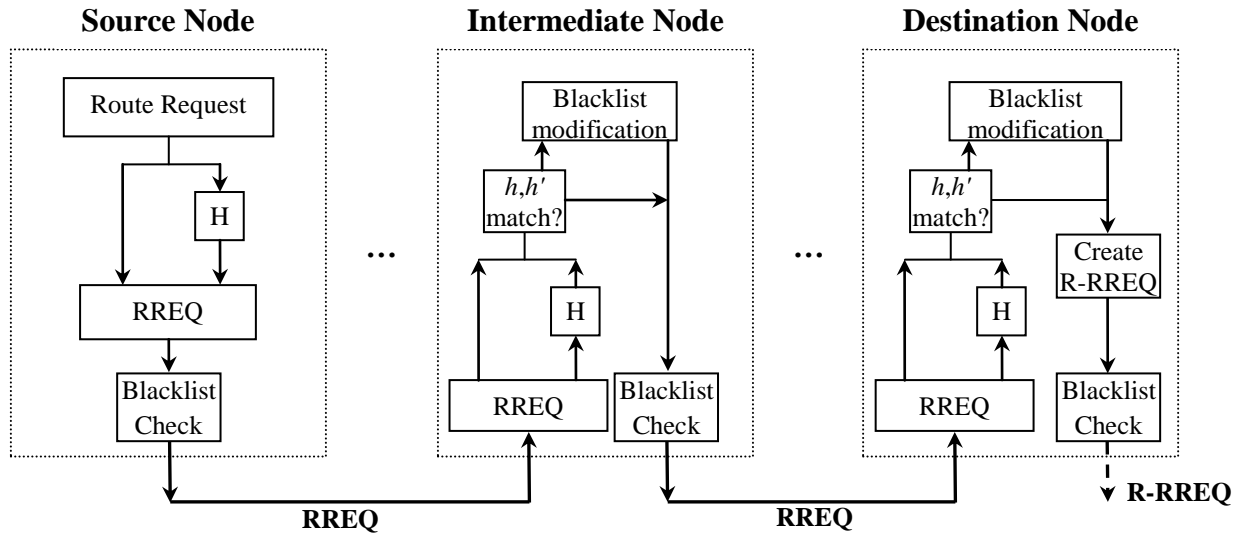 Source Node
Intermediate Node
Destination Node
Route Request
H
RREQ
Blacklist
Check
RREQ
...
Blacklist
modification
h,h'
match?
H
RREQ
Blacklist
Check
RREQ
...
Blacklist
modification
h,h'
match?
H
RREQ
Create
R-RREQ
Blacklist
Check
R-RREQ